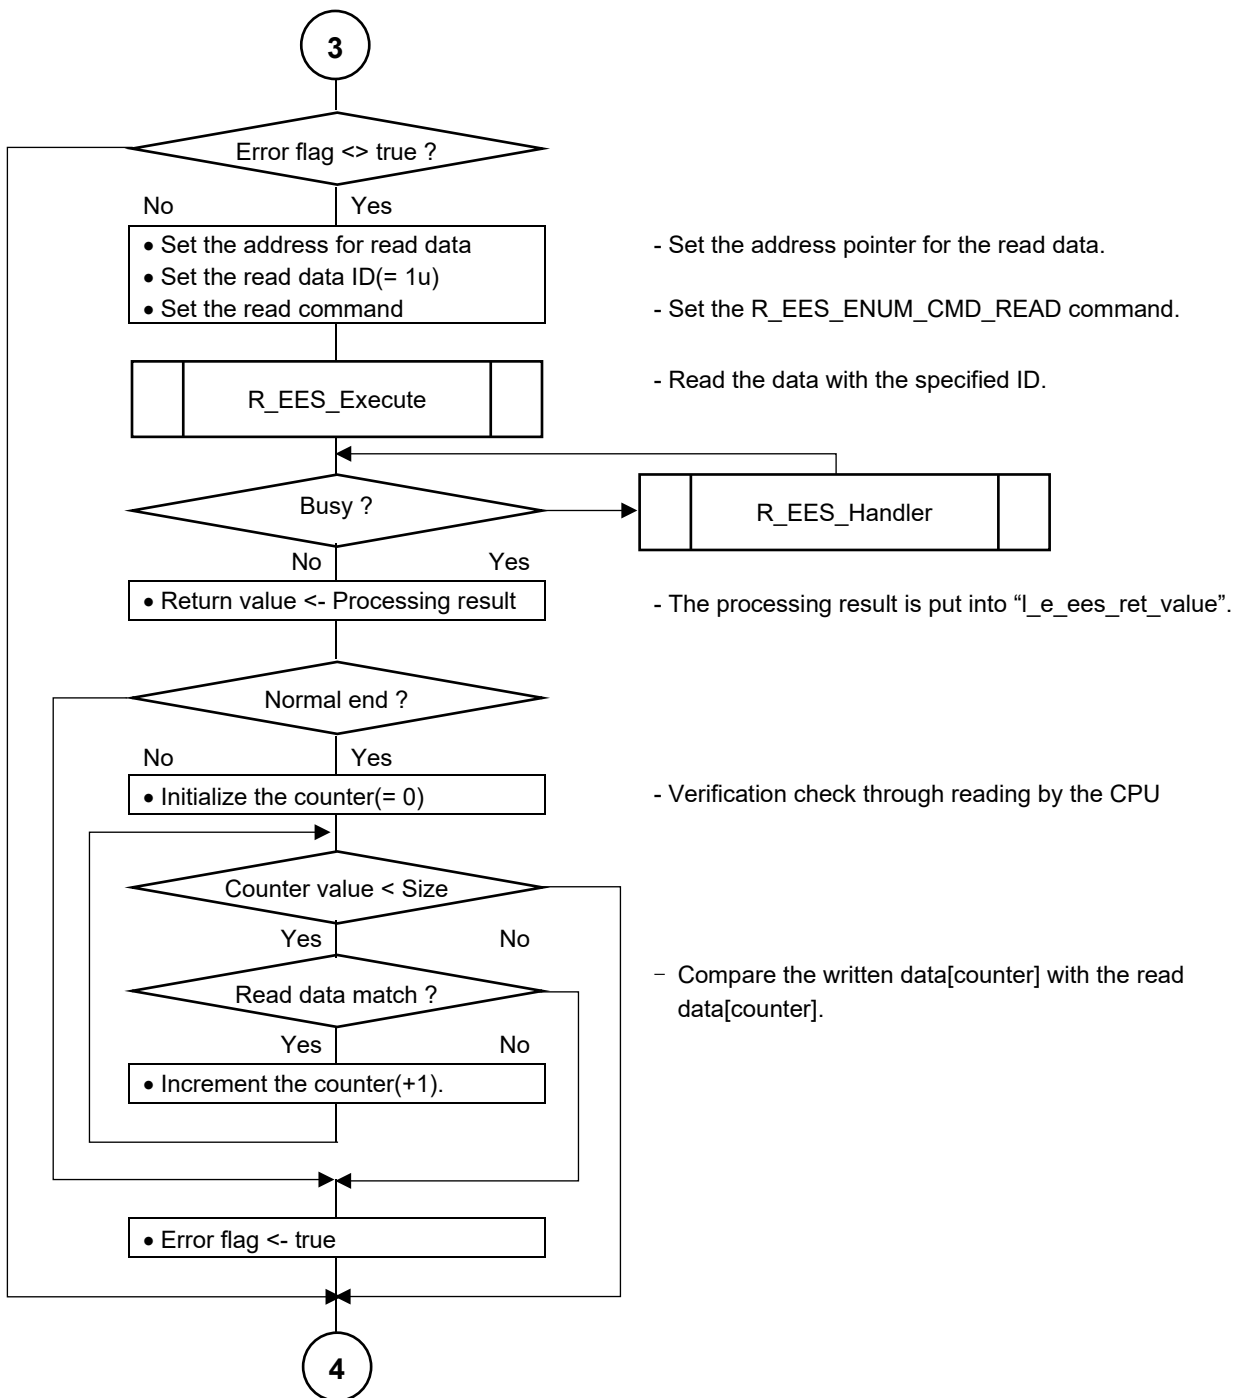 3
Error flag <> true ?
No Yes
• Set the address for read data - Set the address pointer for the read data.
• Set the read data ID(= 1u)
• Set the read command - Set the R_EES_ENUM_CMD_READ command.
R_EES_Execute - Read the data with the specified ID.
Busy ? R_EES_Handler
No Yes
• Return value <- Processing result - The processing result is put into “l_e_ees_ret_value”.
Normal end ?
No Yes
• Initialize the counter(= 0) - Verification check through reading by the CPU
Counter value < Size
Yes No
Read data match ? − Compare the written data[counter] with the read
data[counter].
Yes No
• Increment the counter(+1).
• Error flag <- true
4